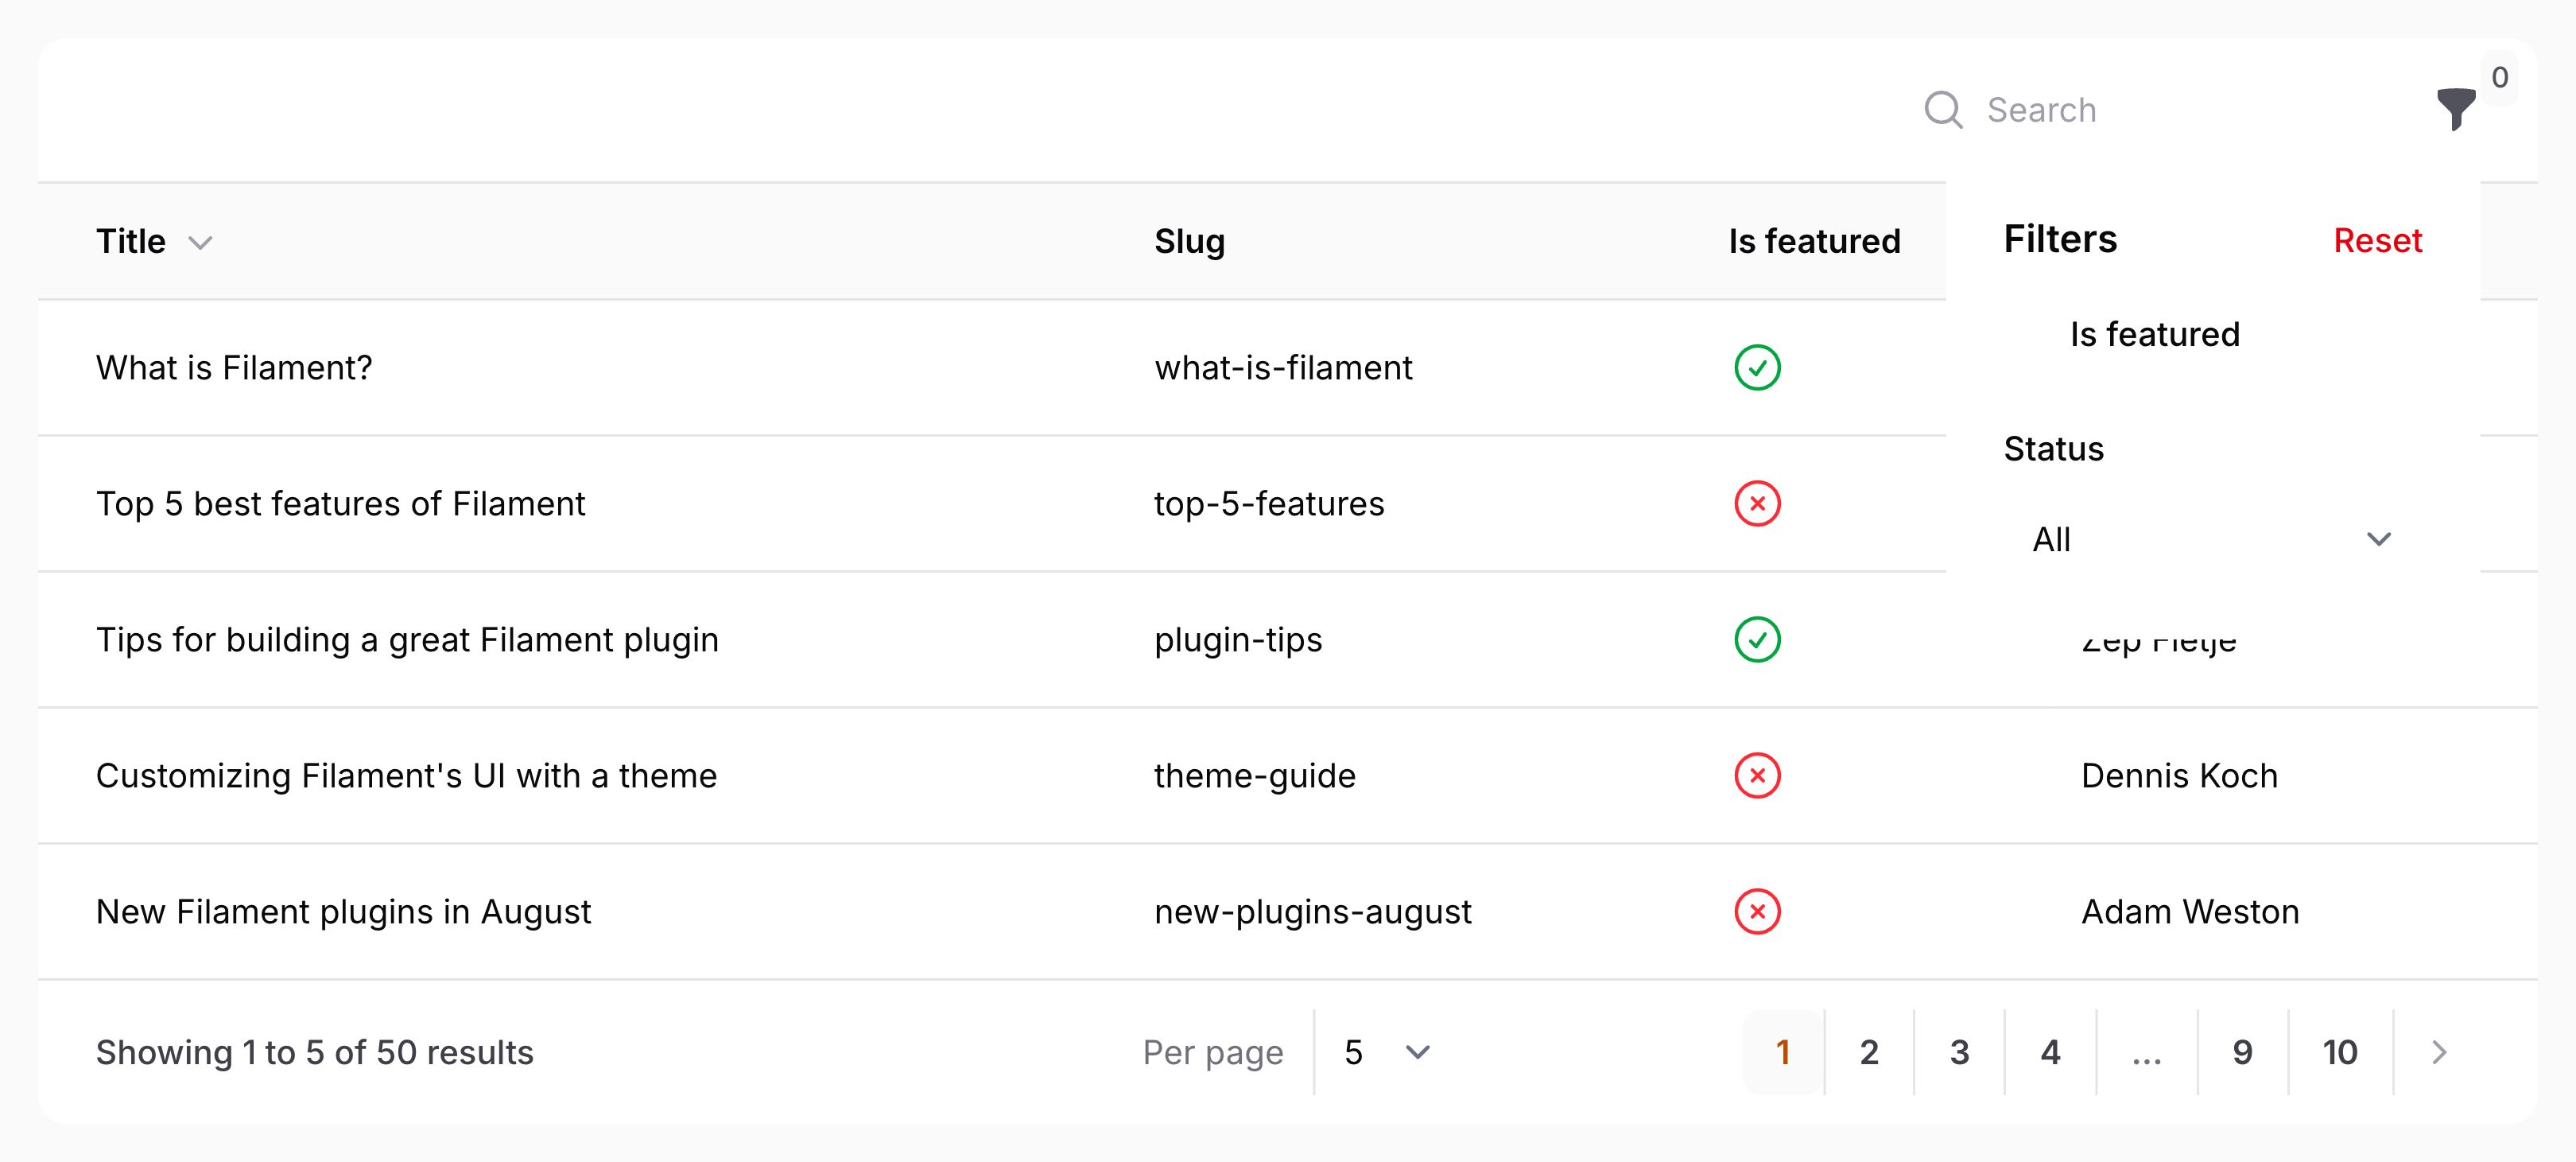 0
Search
Title Slug Is featured
Filters Reset
Is featured
What is Filament? what-is-filament
Status
Top 5 best features of Filament top-5-features
All
Tips for building a great Filament plugin plugin-tips
Customizing Filament's UI with a theme theme-guide Dennis Koch
New Filament plugins in August new-plugins-august Adam Weston
Showing 1 to 5 of 50 results Per page 5 1 2 3 4 ... 9 10